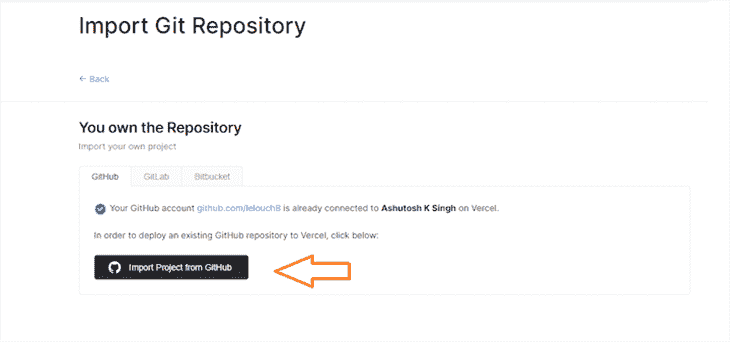 Import Git Repository
← Back
You own the Repository
Import your own project
GitHub GitLab Bitbucket
Your GitHub account github.com/lelouchB is already connected to Ashutosh K Singh on Vercel.
In order to deploy an existing GitHub repository to Vercel, click below:
Import Project from GitHub